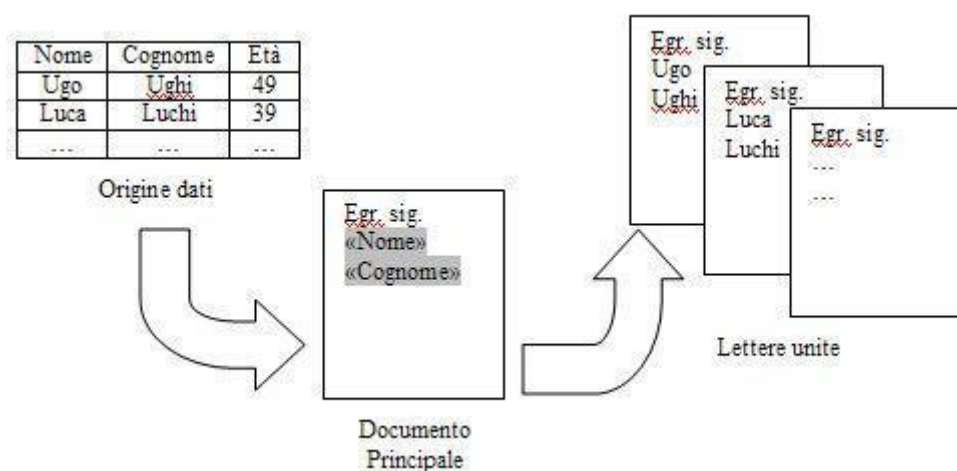 Nome Cognome Età
Ugo Ughi 49
Luca Luchi 39
... ... ...
Origine dati
Egr. sig.
«Nome»
«Cognome»
Documento
Principale
Egr. sig.
Ugo
Ughi
Egr. sig.
Luca
Luchi
Egr. sig.
...
...
Lettere unite